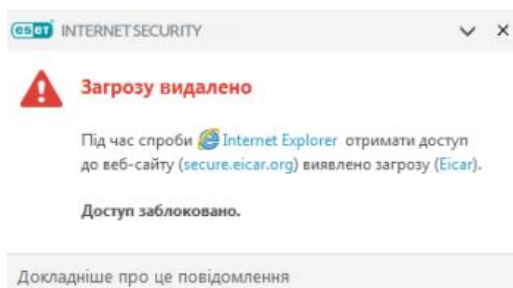 eset INTERNET SECURITY
Загрозу видалено
Під час спроби Internet Explorer отримати доступ
до веб-сайту (secure.eicar.org) виявлено загрозу (Eicar).
Доступ заблоковано.
Докладніше про це повідомлення